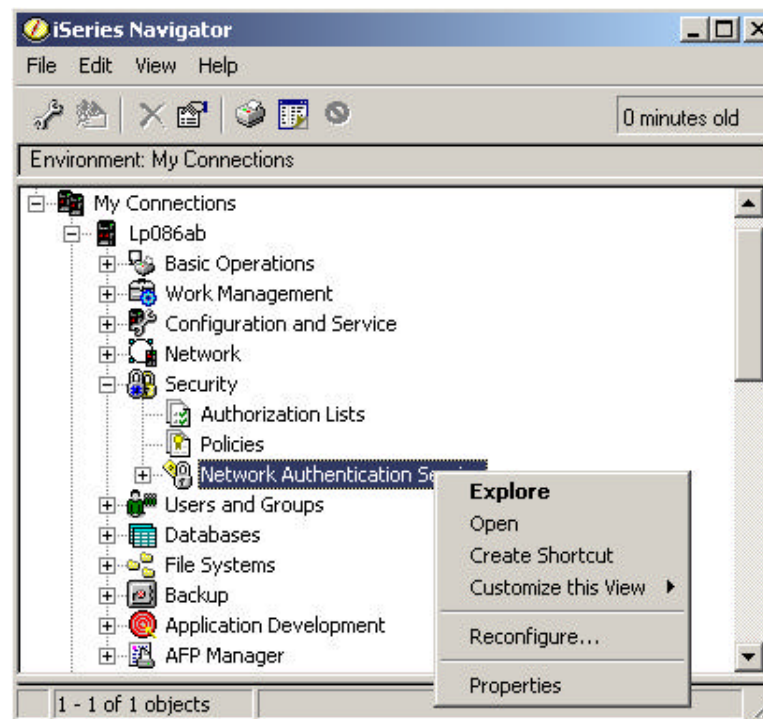 iSeries Navigator
File Edit View Help
0 minutes old
Environment: My Connections
My Connections
Lp086ab
Basic Operations
Work Management
Configuration and Service
Network
Security
Authorization Lists
Policies
Network Authentication
Explore
Users and Groups
Open
Databases
Create Shortcut
File Systems
Customize this View
Backup
Application Development
Reconfigure...
AFP Manager
Properties
1 - 1 of 1 objects